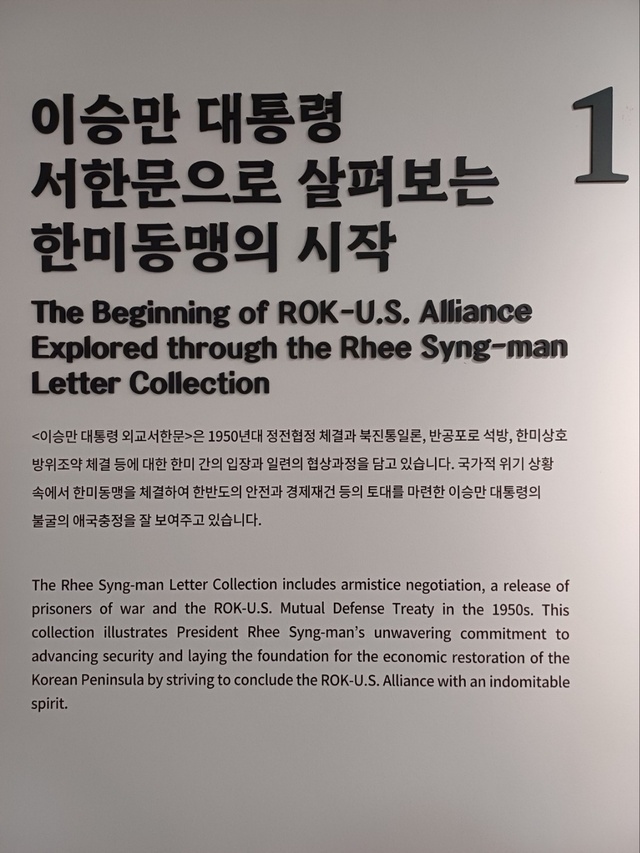 1
이승만 대통령
서한문으로 살펴보는
한미동맹의 시작
The Beginning of ROK-U.S. Alliance
Explored through the Rhee Syng-man
Letter Collection
<이승만 대통령 외교서한문>은 1950년대 정전협정 체결과 북진통일론, 반공포로 석방, 한미상호
방위조약 체결 등에 대한 한미 간의 입장과 일련의 협상과정을 담고 있습니다. 국가적 위기 상황
속에서 한미동맹을 체결하여 한반도의 안전과 경제재건 등의 토대를 마련한 이승만 대통령의
불굴의 애국충정을 잘 보여주고 있습니다.
The Rhee Syng-man Letter Collection includes armistice negotiation, a release of
prisoners of war and the ROK-U.S. Mutual Defense Treaty in the 1950s. This
collection illustrates President Rhee Syng-man's unwavering commitment to
advancing security and laying the foundation for the economic restoration of the
Korean Peninsula by striving to conclude the ROK-U.S. Alliance with an indomitable
spirit.